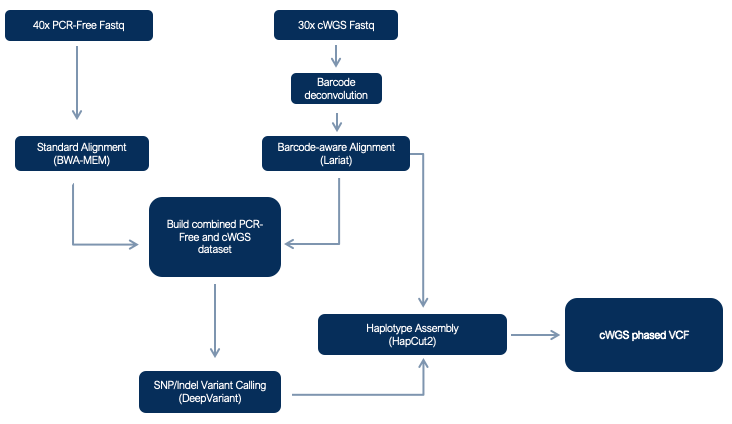 40x PCR-Free Fastq
30x cWGS Fastq
Barcode
deconvolution
Standard Alignment
(BWA-MEM)
Barcode-aware Alignment
(Lariat)
Build combined PCR-
Free and cWGS
dataset
Haplotype Assembly
(HapCut2)
cWGS phased VCF
SNP/Indel Variant Calling
(DeepVariant)